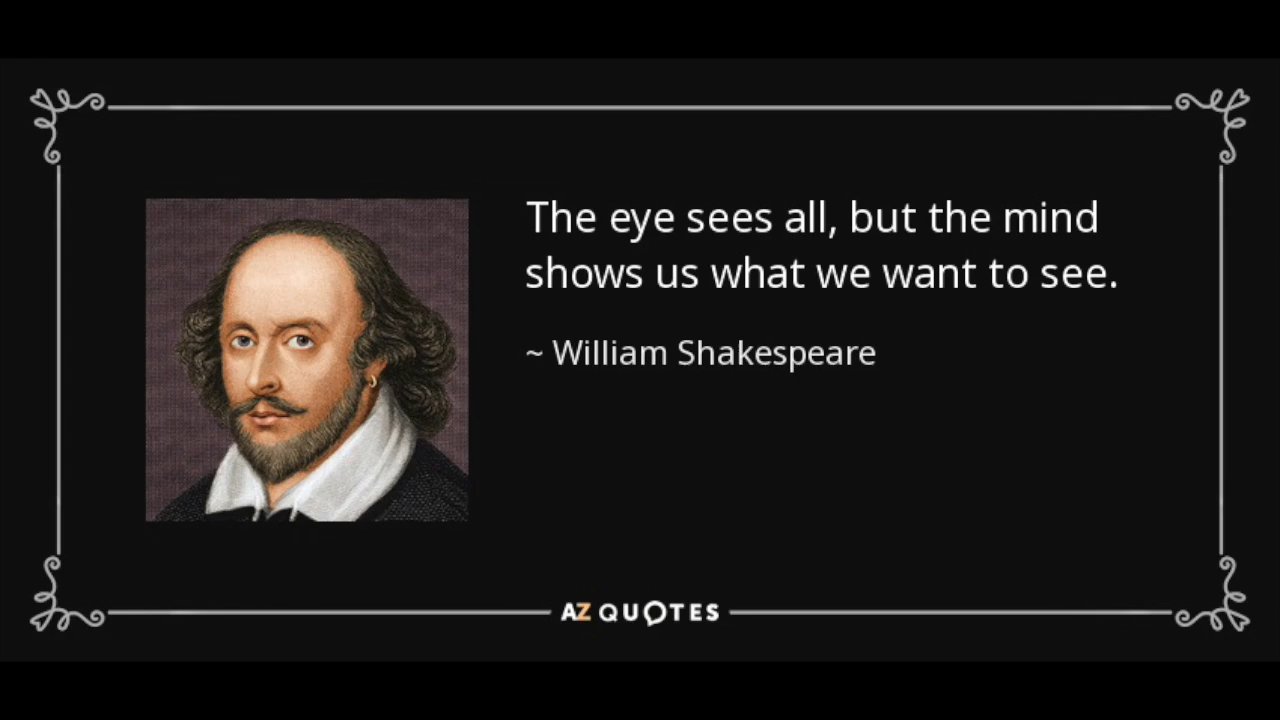 The eye sees all, but the mind
shows us what we want to see.
~ William Shakespeare
AZ QUOTES